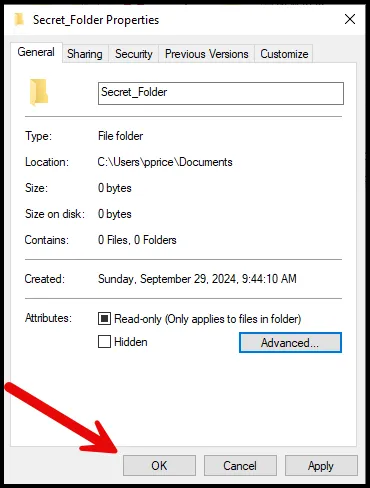 Secret_Folder Properties
General Sharing Security Previous Versions Customize
Secret_Folder
Type: File folder
Location: C:\Users\pprice\Documents
Size: 0 bytes
Size on disk: 0 bytes
Contains: 0 Files, 0 Folders
Created: Sunday, September 29, 2024, 9:44:10 AM
Attributes: Read-only (Only applies to files in folder)
Hidden Advanced...
OK Cancel Apply